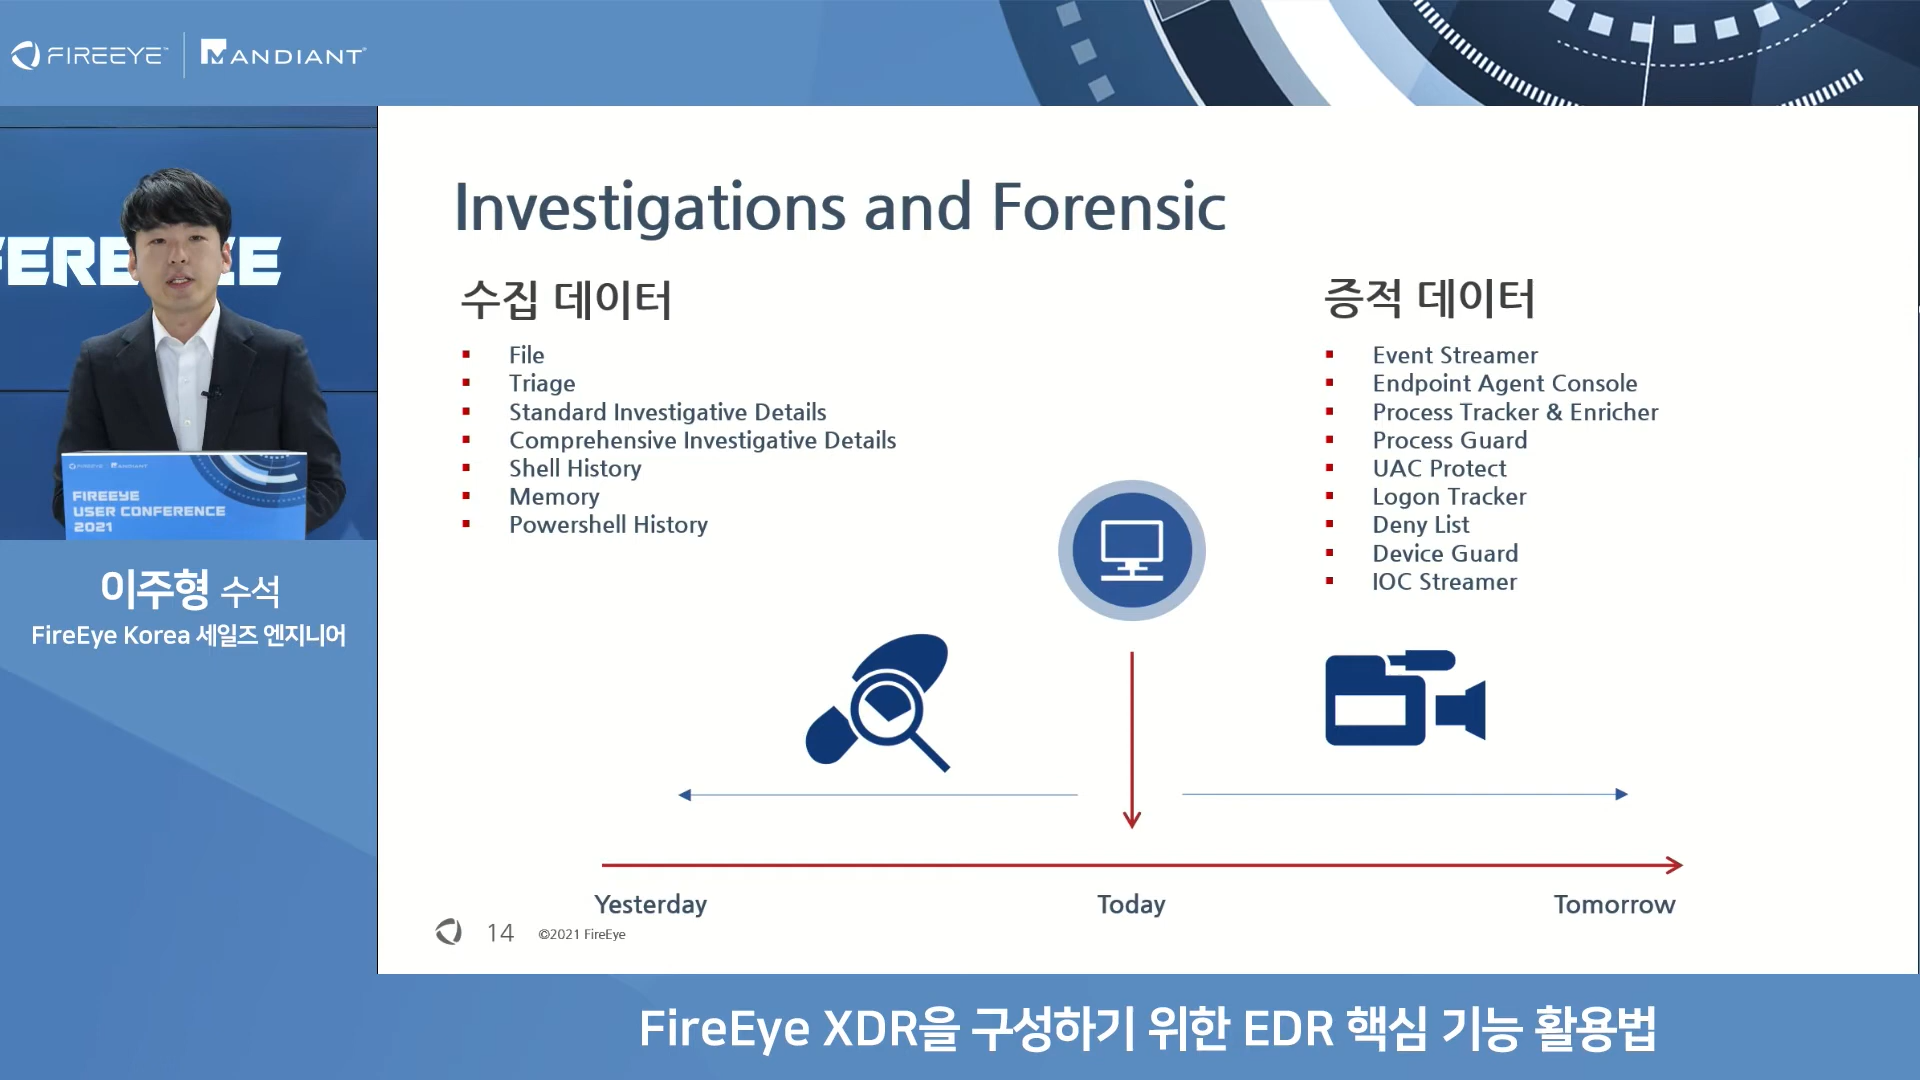 FIREEYE™ | MANDIANT®
FERE CE
FIREEYE MANDIANT
FIREEYE
USER CONFERENCE
2021
이주형 수석
FireEye Korea 세일즈 엔지니어
Investigations and Forensic
수집 데이터
File
Triage
Standard Investigative Details
Comprehensive Investigative Details
Shell History
Memory
Powershell History
증적 데이터
Event Streamer
Endpoint Agent Console
Process Tracker & Enricher
Process Guard
UAC Protect
Logon Tracker
Deny List
Device Guard
IOC Streamer
Yesterday
Today
Tomorrow
14
©2021 FireEye
FireEye XDR을 구성하기 위한 EDR 핵심 기능 활용법